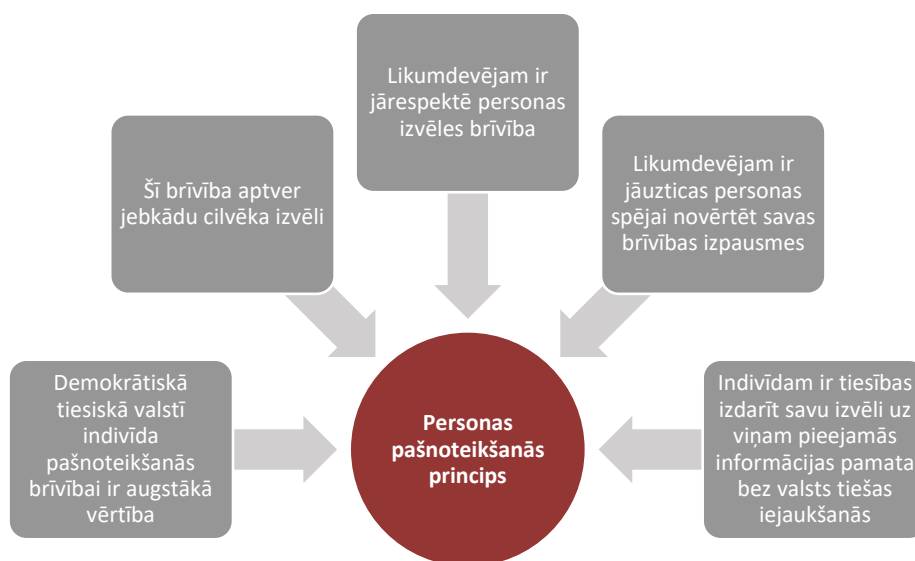 Likumdevējam ir
jārespektē personas
izvēles brīvība
Šī brīvība aptver
jebkādu cilvēka izvēli
Likumdevējam ir
jāuzticas personas
spējai novērtēt savas
brīvības izpausmes
Demokrātiskā
tiesiskā valstī
indivīda
pašnoteikšanās
brīvībai ir augstākā
vērtība
Personas
pašnoteikšanās
princips
Indivīdam ir tiesības
izdarīt savu izvēli uz
viņam pieejamās
informācijas pamata
bez valsts tiešas
iejaukšanās